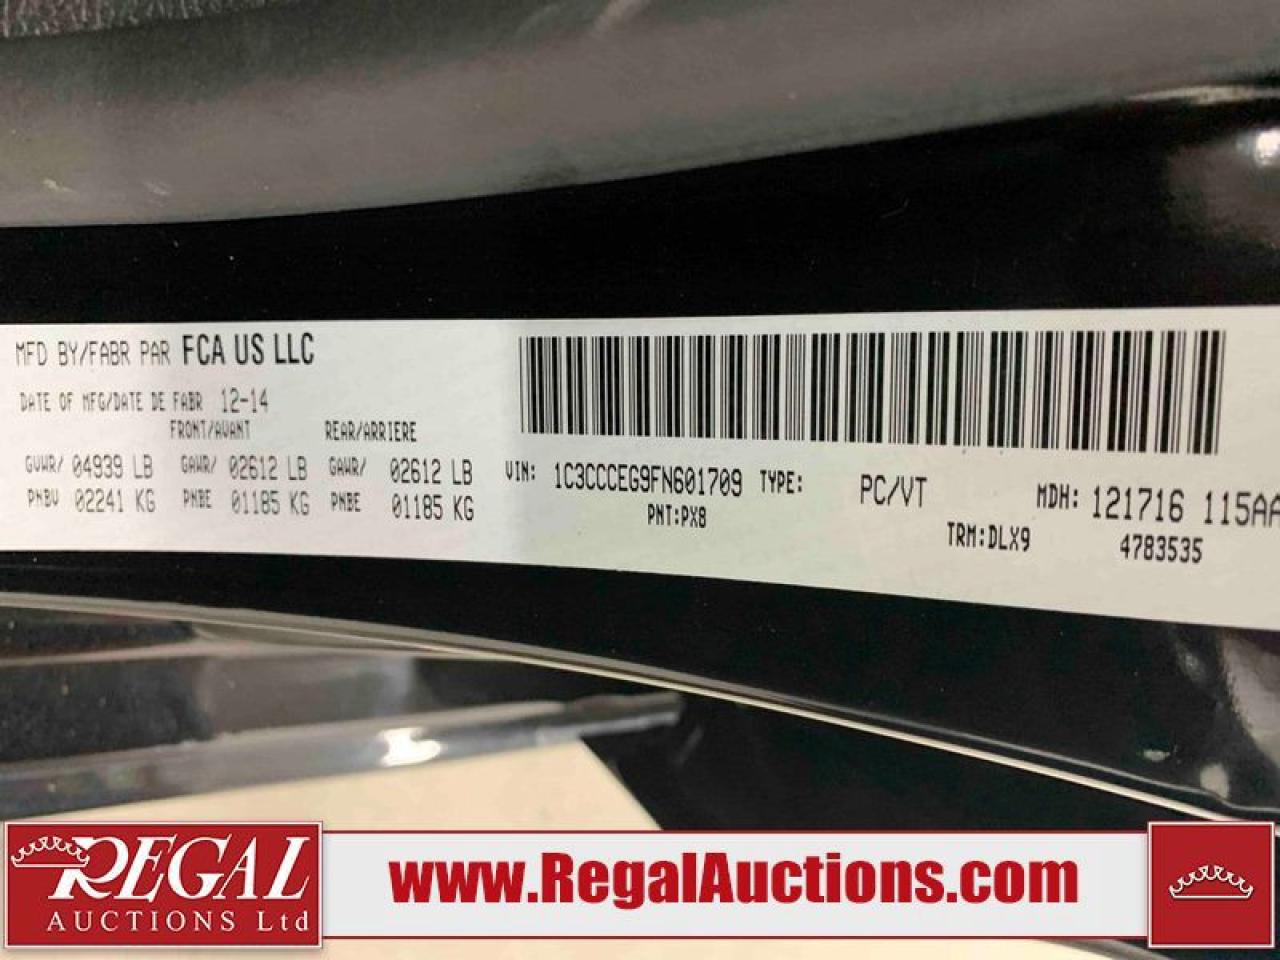 MFD BY/FABR PAR FCA US LLC
DATE OF MFG/DATE DE FABR 12-14
FRONT/AVANT REAR/ARRIERE
GVWR/ 04939 LB GAWR/ 02612 LB GAWR/ 02612 LB
PNBV 02241 KG PNBE 01185 KG PNBE 01185 KG
VIN: 1C3CCCEG9FN601709 TYPE: PC/VT MDH: 121716 115AA
PNT:PX8 TRM:DLX9 4783535
REGAL
AUCTIONS Ltd
www.RegalAuctions.com